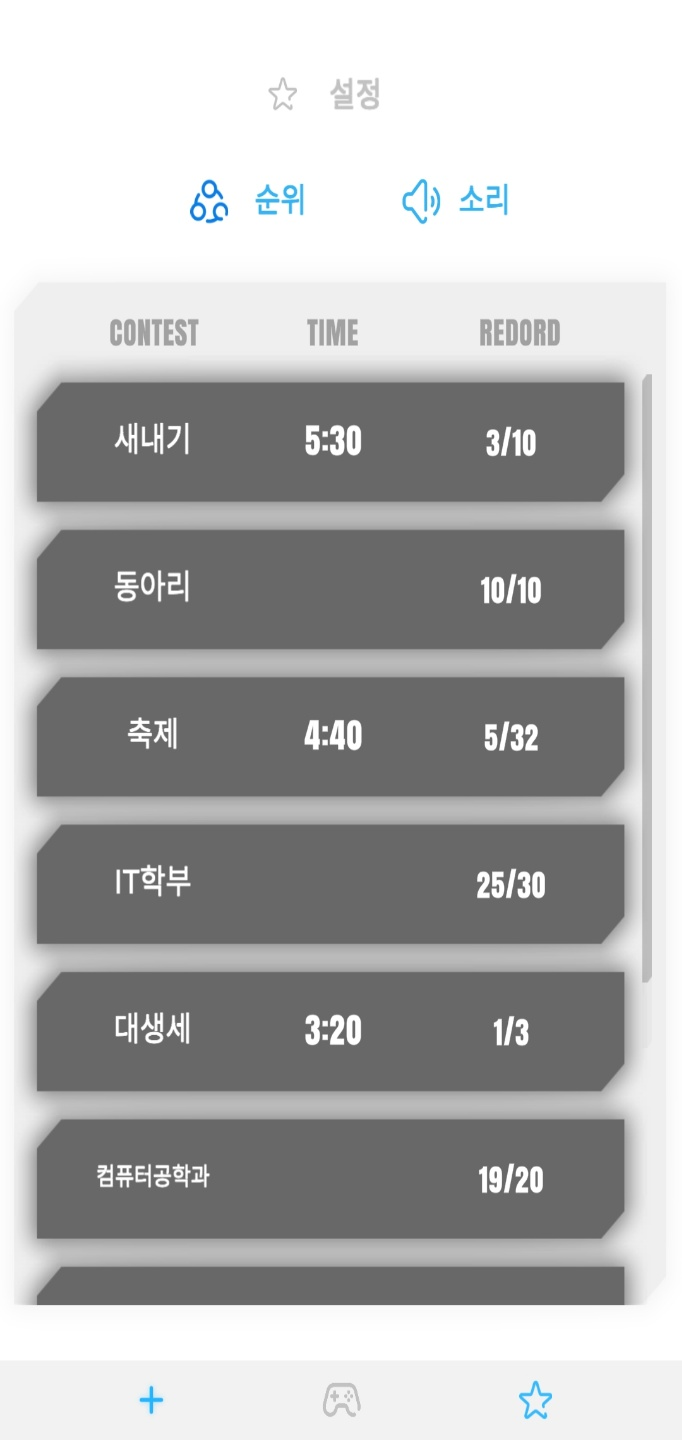 설정
순위 소리
CONTEST TIME REDORD
새내기 5:30 3/10
동아리 10/10
축제 4:40 5/32
IT학부 25/30
대생세 3:20 1/3
컴퓨터공학과 19/20